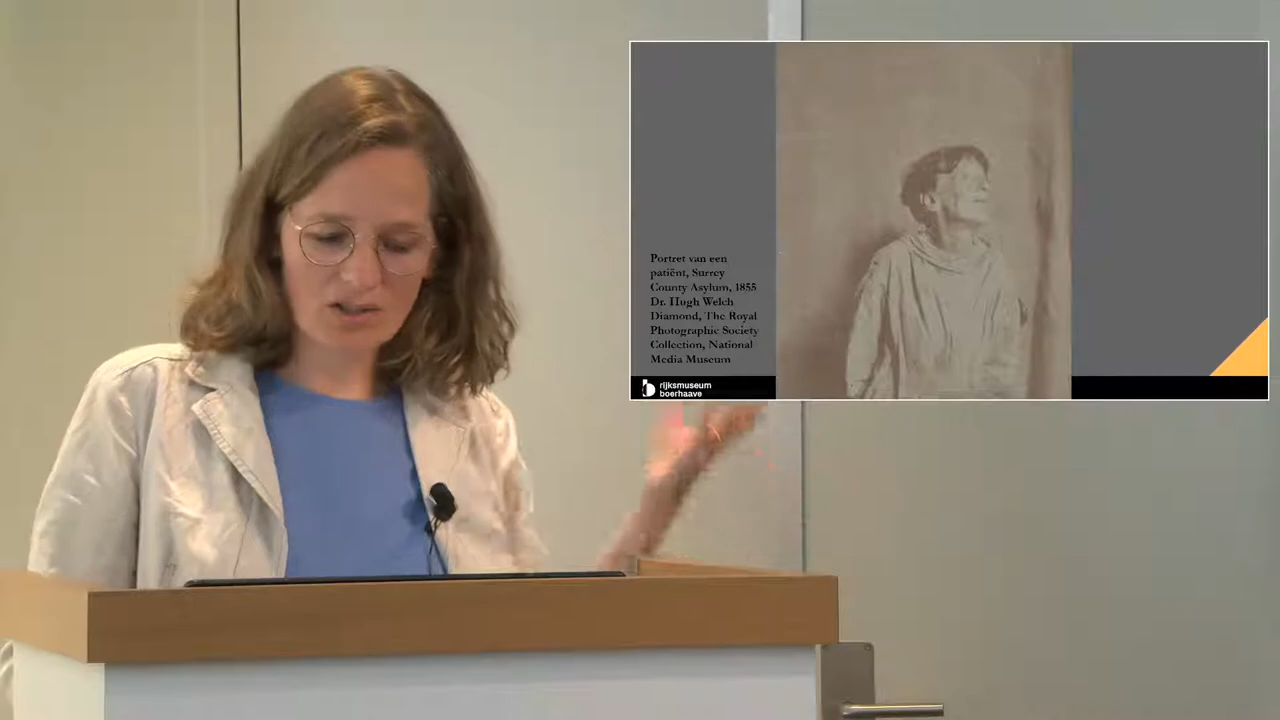 Portret van een
patiënt, Surrey
County Asylum, 1855
Dr. Hugh Welch
Diamond, The Royal
Photographic Society
Collection, National
Media Museum
rijksmuseum
boerhaave